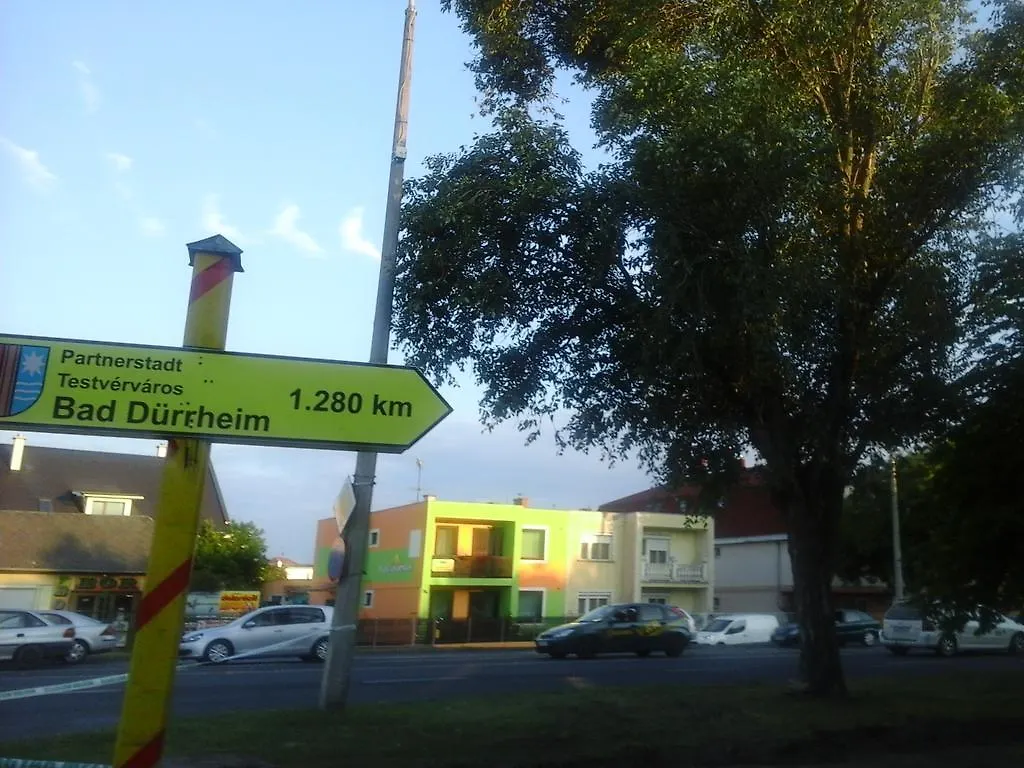 Partnerstadt
Testvérváros
Bad Dürrheim
1.280 km
BOR